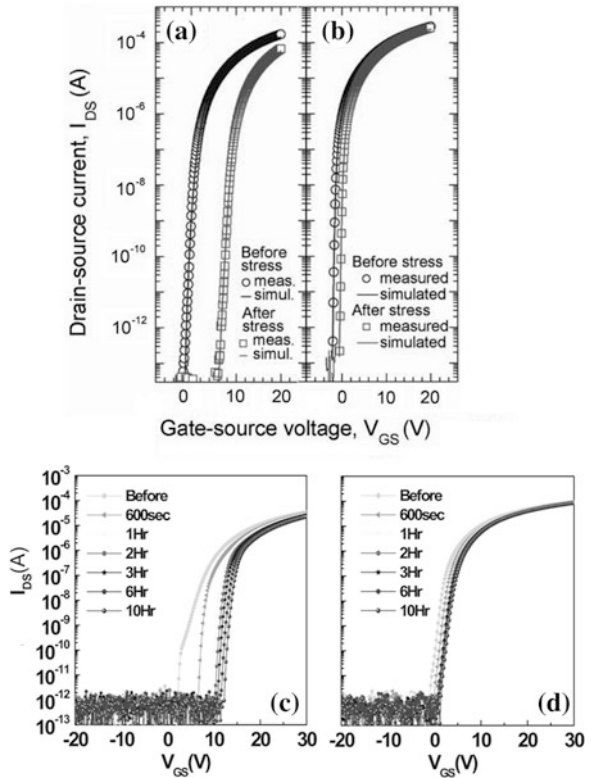 (a)
(b)
10⁻⁴
10⁻⁶
10⁻⁸
10⁻¹⁰
10⁻¹²
Drain-source current, I_DS (A)
Before
stress
meas.
simul.
After
stress
meas.
simul.
Before stress
measured
simulated
After stress
measured
simulated
0 10 20
0 10 20
Gate-source voltage, V_GS (V)
10⁻³
10⁻⁴
10⁻⁵
10⁻⁶
10⁻⁷
10⁻⁸
10⁻⁹
10⁻¹⁰
10⁻¹¹
10⁻¹²
10⁻¹³
I_DS(A)
Before
600sec
1Hr
2Hr
3Hr
6Hr
10Hr
(c)
-20 -10 0 10 20 30
V_GS(V)
Before
600sec
1Hr
2Hr
3Hr
6Hr
10Hr
(d)
-20 -10 0 10 20 30
V_GS(V)